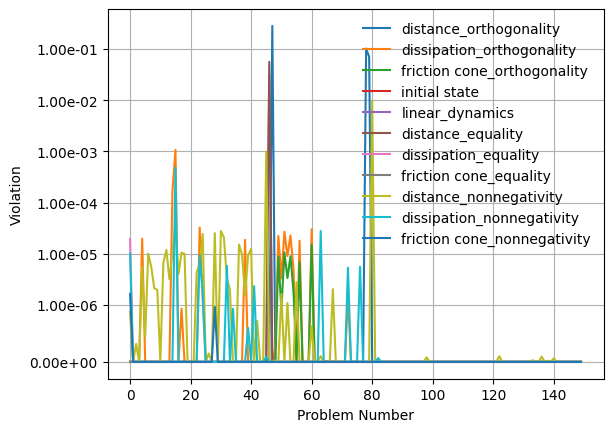 distance_orthogonality
dissipation_orthogonality
friction cone_orthogonality
initial state
linear_dynamics
distance_equality
dissipation_equality
friction cone_equality
distance_nonnegativity
dissipation_nonnegativity
friction cone_nonnegativity
1.00e-01
1.00e-02
1.00e-03
1.00e-04
1.00e-05
1.00e-06
0.00e+00
Violation
0 20 40 60 80 100 120 140
Problem Number